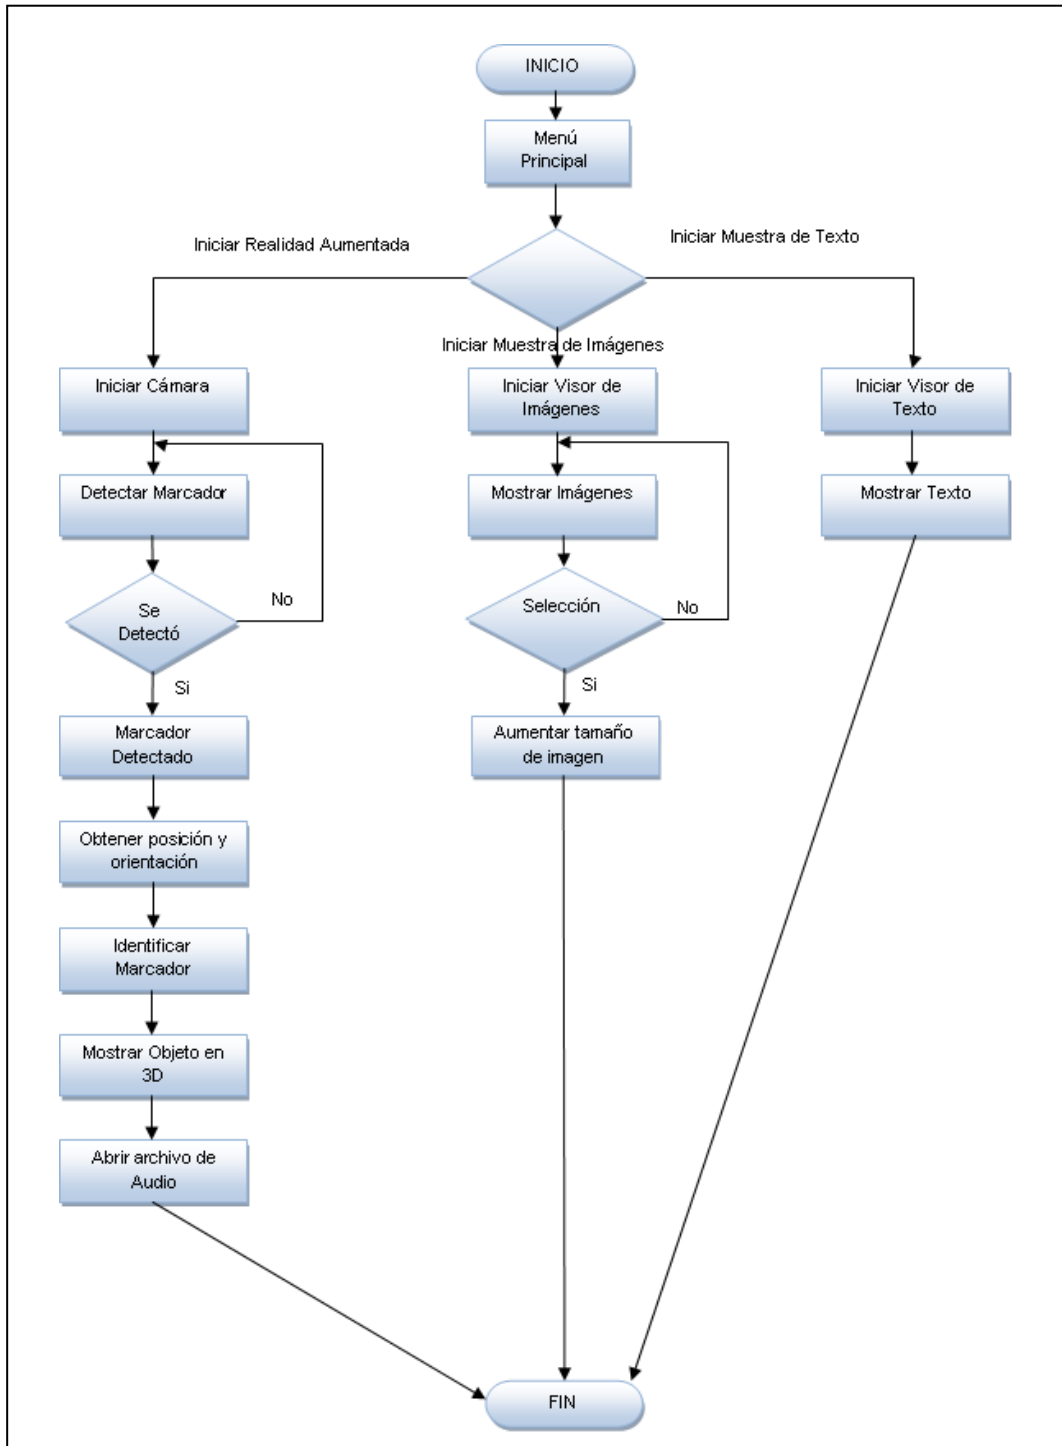 INICIO
Menú
Principal
Iniciar Realidad Aumentada
Iniciar Muestra de Texto
Iniciar Muestra de Imágenes
Iniciar Cámara
Iniciar Visor de
Imágenes
Iniciar Visor de
Texto
Detectar Marcador
Mostrar Imágenes
Mostrar Texto
Se
Detectó
No
Selección
No
Si
Si
Marcador
Detectado
Aumentar tamaño
de imagen
Obtener posición y
orientación
Identificar
Marcador
Mostrar Objeto en
3D
Abrir archivo de
Audio
FIN